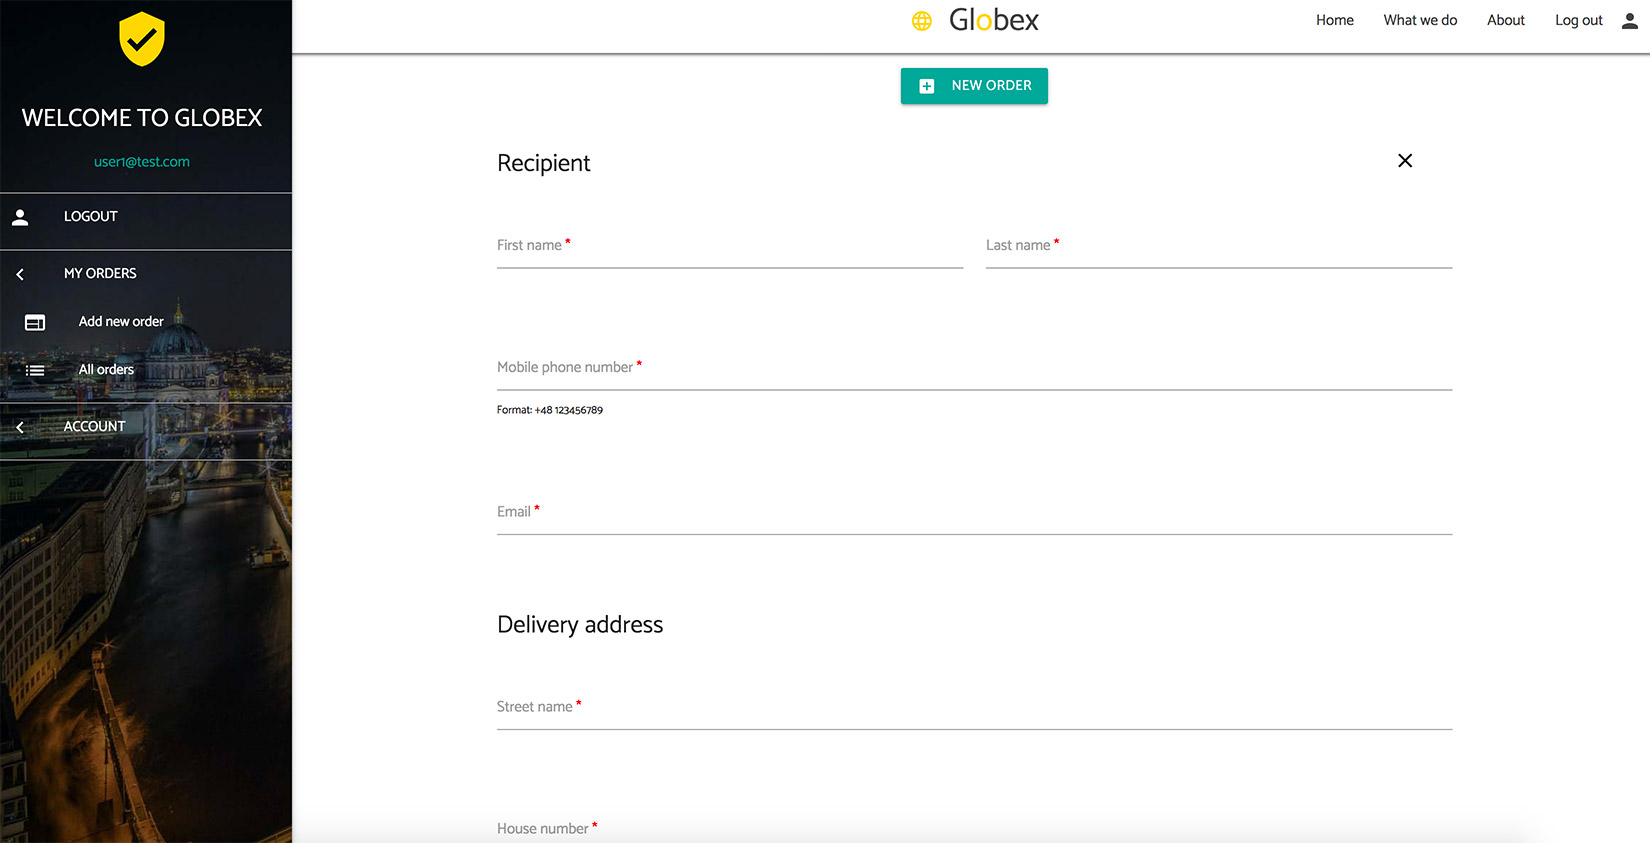 WELCOME TO GLOBEX
user1@test.com
LOGOUT
MY ORDERS
Add new order
All orders
ACCOUNT
Globex
Home What we do About Log out
NEW ORDER
Recipient
First name * Last name *
Mobile phone number *
Format: +48 123456789
Email *
Delivery address
Street name *
House number *